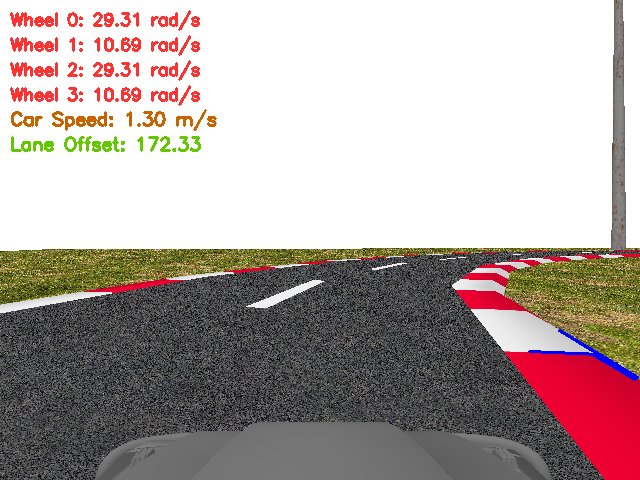 Wheel 0: 29.31 rad/s
Wheel 1: 10.69 rad/s
Wheel 2: 29.31 rad/s
Wheel 3: 10.69 rad/s
Car Speed: 1.30 m/s
Lane Offset: 172.33